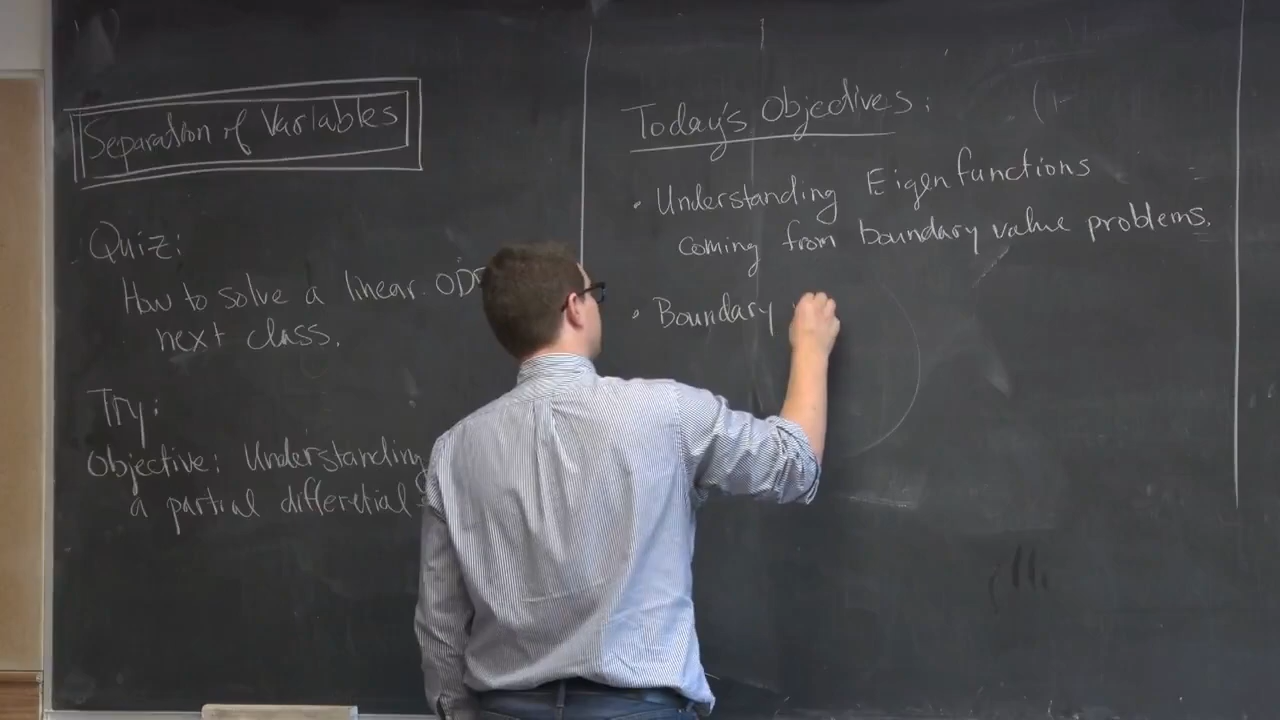 Separation of Variables
Quiz:
How to solve a linear ODE
next class.
Try:
Objective: Understanding
a partial differetial
Today's Objectives:
• Understanding Eigenfunctions
coming from boundary value problems.
• Boundary